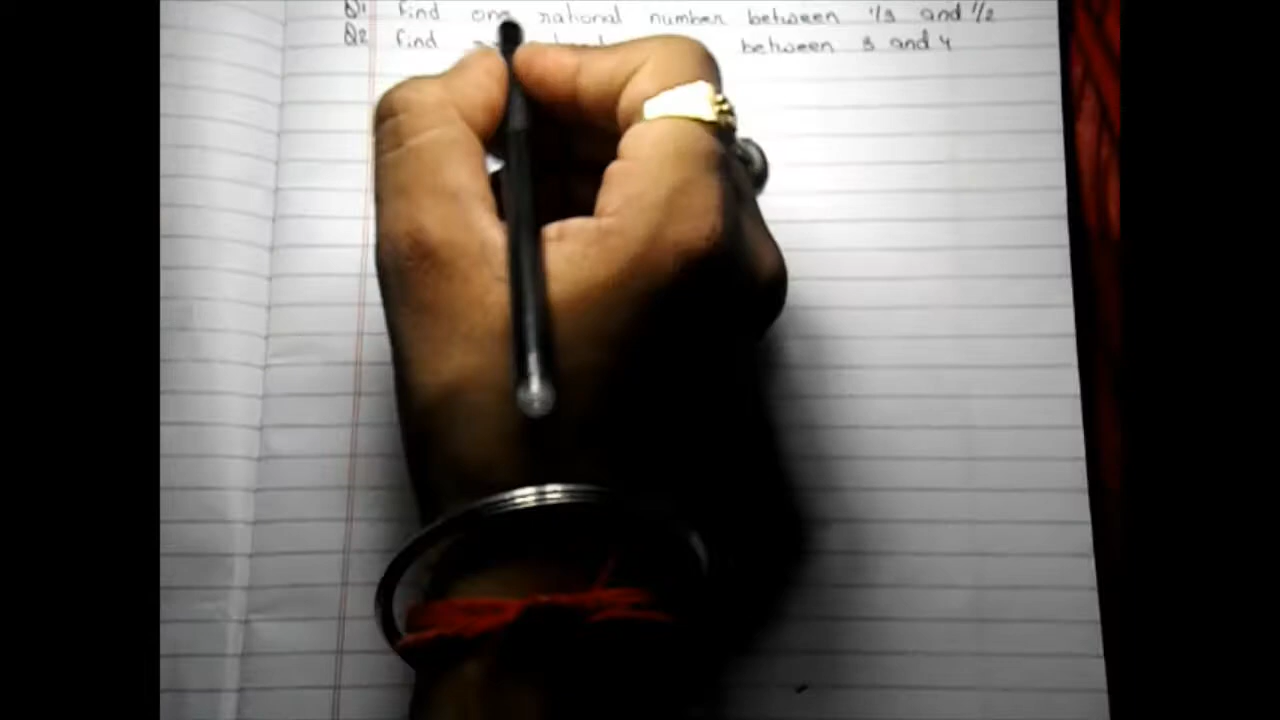 Q1 Find one rational number between 1/3 and 1/2
Q2 Find between 3 and 4